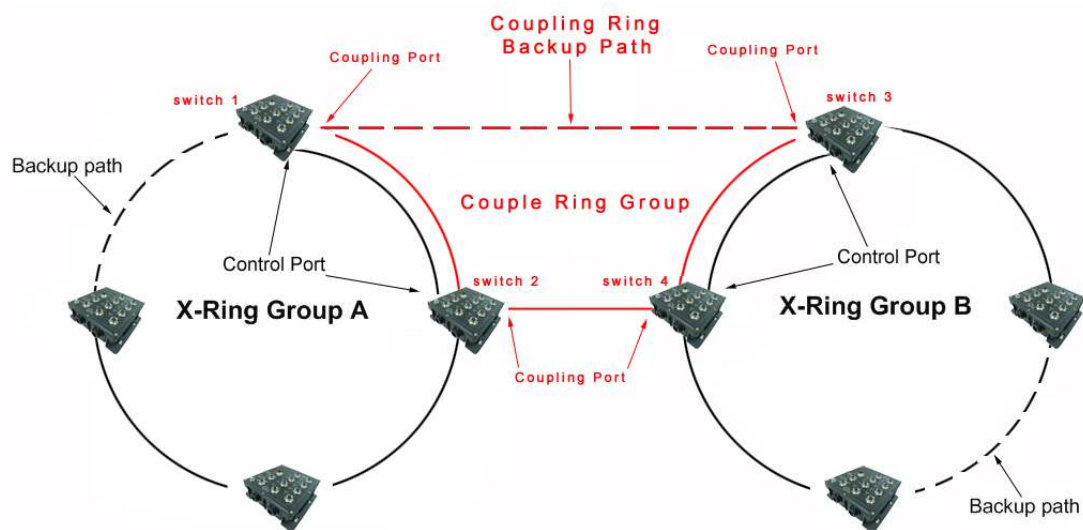 Coupling Ring
Backup Path
Coupling Port
Coupling Port
switch 1
switch 3
Backup path
Couple Ring Group
Control Port
Control Port
switch 2
switch 4
X-Ring Group A
X-Ring Group B
Coupling Port
Backup path